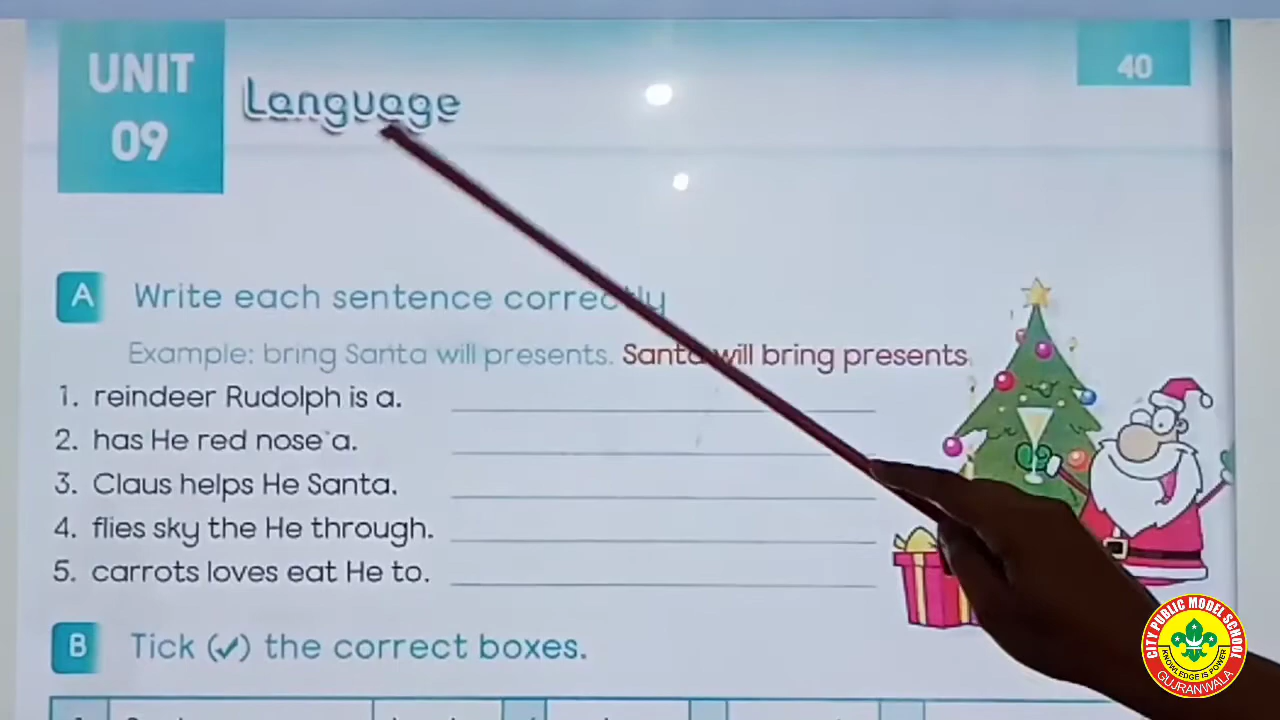 UNIT
09
Language
40
A Write each sentence correctly
Example: bring Santa will presents. Santa will bring presents.
1. reindeer Rudolph is a.
2. has He red nose a.
3. Claus helps He Santa.
4. flies sky the He through.
5. carrots loves eat He to.
B Tick (✓) the correct boxes.
CITY PUBLIC MODEL SCHOOL
KNOWLEDGE IS POWER
GUJRANWALA